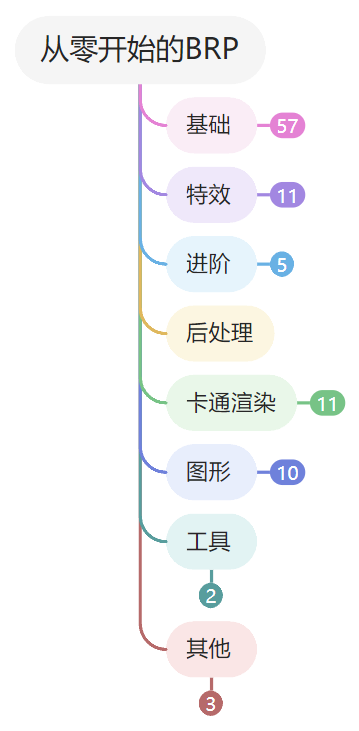 从零开始的BRP
基础 57
特效 11
进阶 5
后处理
卡通渲染 11
图形 10
工具
2
其他
3